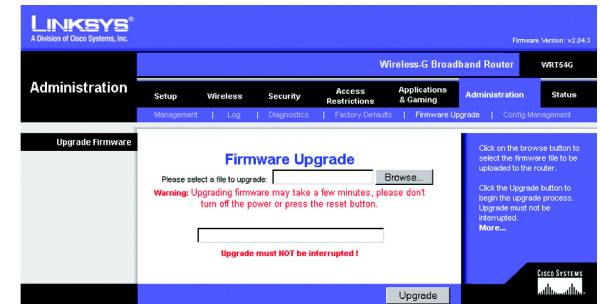 LINKSYS®
A Division of Cisco Systems, Inc.
Firmware Version: v2.04.3
Wireless-G Broadband Router WRT54G
Administration
Setup Wireless Security Access Restrictions Applications & Gaming Administration Status
Management | Log | Diagnostics | Factory Defaults | Firmware Upgrade | Config Management
Upgrade Firmware
Firmware Upgrade
Please select a file to upgrade: Browse...
Warning: Upgrading firmware may take a few minutes, please don't
turn off the power or press the reset button.
Upgrade must NOT be interrupted !
Click on the browse button to
select the firmware file to be
uploaded to the router.
Click the Upgrade button to
begin the upgrade process.
Upgrade must not be
interrupted.
More...
Upgrade
CISCO SYSTEMS